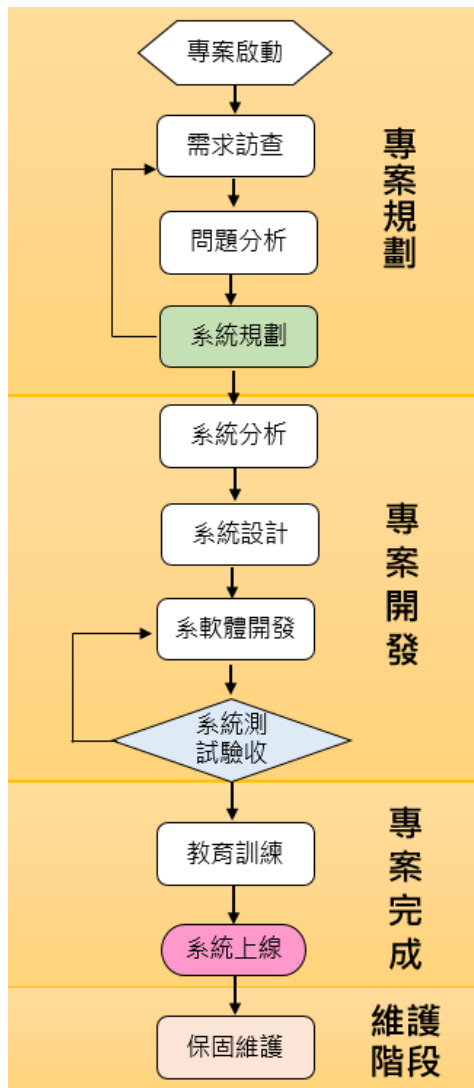 專案啟動
需求訪查
問題分析
系統規劃
專案規劃
系統分析
系統設計
系軟體開發
系統測
試驗收
專案開發
教育訓練
系統上線
專案完成
保固維護
維護
階段